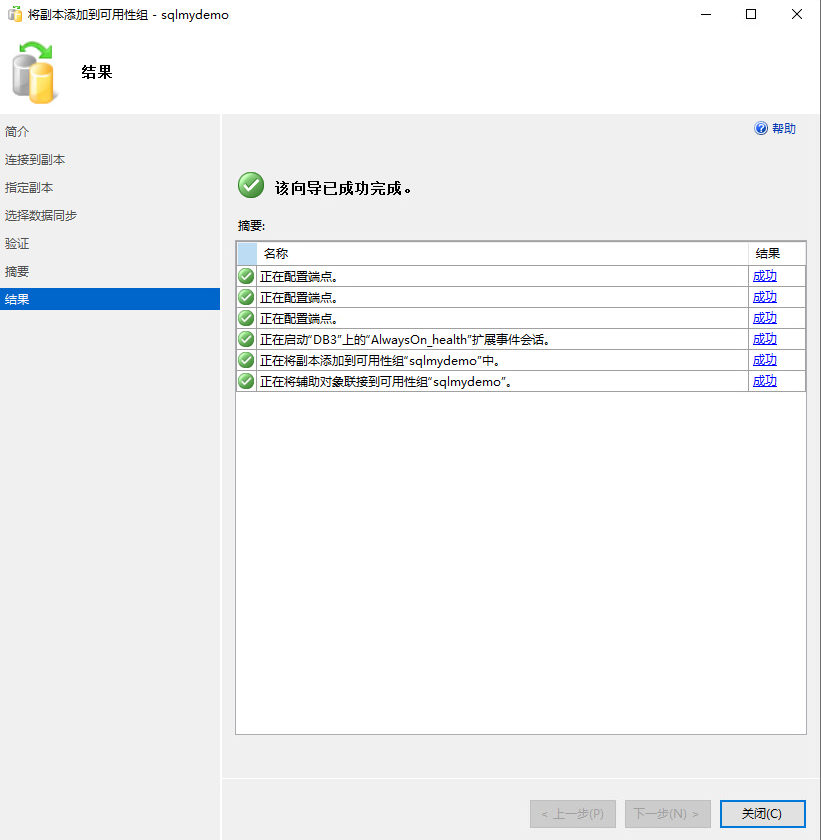 将副本添加到可用性组 - sqlmydemo
结果
简介
连接到副本
指定副本
选择数据同步
验证
摘要
结果
帮助
该向导已成功完成。
摘要:
名称 结果
正在配置端点。 成功
正在配置端点。 成功
正在配置端点。 成功
正在启动“DB3”上的“AlwaysOn_health”扩展事件会话。 成功
正在将副本添加到可用性组“sqlmydemo”中。 成功
正在将辅助对象联接到可用性组“sqlmydemo”。 成功
< 上一步(P) 下一步(N) > 关闭(C)